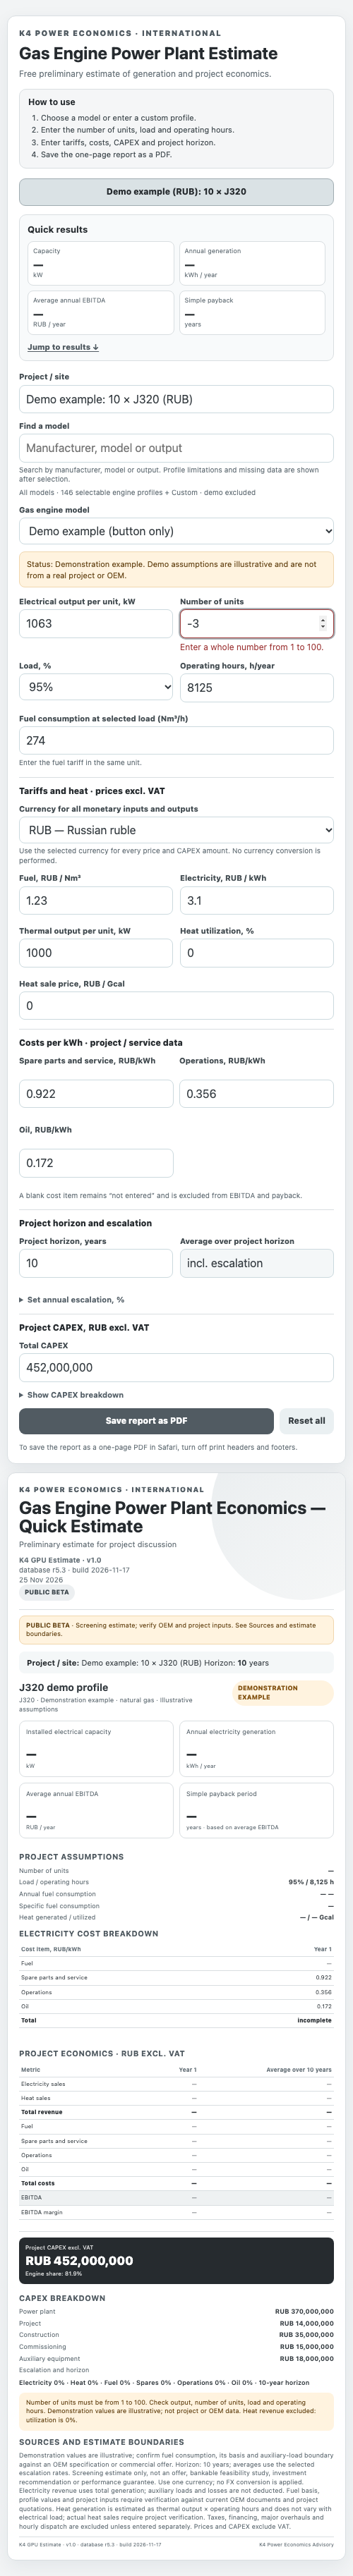 K4 POWER ECONOMICS · INTERNATIONAL
Gas Engine Power Plant Estimate
Free preliminary estimate of generation and project economics.
How to use
1. Choose a model or enter a custom profile.
2. Enter the number of units, load and operating hours.
3. Enter tariffs, costs, CAPEX and project horizon.
4. Save the one-page report as a PDF.
Demo example (RUB): 10 × J320
Quick results
Capacity
—
kW
Annual generation
—
kWh / year
Average annual EBITDA
—
RUB / year
Simple payback
—
years
Jump to results ↓
Project / site
Demo example: 10 × J320 (RUB)
Find a model
Manufacturer, model or output
Search by manufacturer, model or output. Profile limitations and missing data are shown
after selection.
All models · 146 selectable engine profiles + Custom · demo excluded
Gas engine model
Demo example (button only)
Status: Demonstration example. Demo assumptions are illustrative and are not
from a real project or OEM.
Electrical output per unit, kW
1063
Number of units
-3
Enter a whole number from 1 to 100.
Load, %
95%
Operating hours, h/year
8125
Fuel consumption at selected load (Nm³/h)
274
Enter the fuel tariff in the same unit.
Tariffs and heat · prices excl. VAT
Currency for all monetary inputs and outputs
RUB — Russian ruble
Use the selected currency for every price and CAPEX amount. No currency conversion is
performed.
Fuel, RUB / Nm³
1.23
Electricity, RUB / kWh
3.1
Thermal output per unit, kW
1000
Heat utilization, %
0
Heat sale price, RUB / Gcal
0
Costs per kWh · project / service data
Spare parts and service, RUB/kWh
0.922
Operations, RUB/kWh
0.356
Oil, RUB/kWh
0.172
A blank cost item remains "not entered" and is excluded from EBITDA and payback.
Project horizon and escalation
Project horizon, years
10
Average over project horizon
incl. escalation
▶ Set annual escalation, %
Project CAPEX, RUB excl. VAT
Total CAPEX
452,000,000
▶ Show CAPEX breakdown
Save report as PDF
Reset all
To save the report as a one-page PDF in Safari, turn off print headers and footers.
K4 POWER ECONOMICS · INTERNATIONAL
Gas Engine Power Plant Economics —
Quick Estimate
Preliminary estimate for project discussion
K4 GPU Estimate · v1.0
database r5.3 · build 2026-11-17
25 Nov 2026
PUBLIC BETA
PUBLIC BETA · Screening estimate; verify OEM and project inputs. See Sources and estimate
boundaries.
Project / site: Demo example: 10 × J320 (RUB) Horizon: 10 years
J320 demo profile
J320 · Demonstration example · natural gas · Illustrative
assumptions
DEMONSTRATION
EXAMPLE
Installed electrical capacity
—
kW
Annual electricity generation
—
kWh / year
Average annual EBITDA
—
RUB / year
Simple payback period
—
years · based on average EBITDA
PROJECT ASSUMPTIONS
Number of units —
Load / operating hours 95% / 8,125 h
Annual fuel consumption — —
Specific fuel consumption —
Heat generated / utilized — / — Gcal
ELECTRICITY COST BREAKDOWN
Cost item, RUB/kWh Year 1
Fuel —
Spare parts and service 0.922
Operations 0.356
Oil 0.172
Total incomplete
PROJECT ECONOMICS · RUB EXCL. VAT
Metric Year 1 Average over 10 years
Electricity sales — —
Heat sales — —
Total revenue — —
Fuel — —
Spare parts and service — —
Operations — —
Oil — —
Total costs — —
EBITDA — —
EBITDA margin — —
Project CAPEX excl. VAT
RUB 452,000,000
Engine share: 81.9%
CAPEX BREAKDOWN
Power plant RUB 370,000,000
Project RUB 14,000,000
Construction RUB 35,000,000
Commissioning RUB 15,000,000
Auxiliary equipment RUB 18,000,000
Escalation and horizon
Electricity 0% · Heat 0% · Fuel 0% · Spares 0% · Operations 0% · Oil 0% · 10-year horizon
Number of units must be from 1 to 100. Check output, number of units, load and operating
hours. Demonstration values are illustrative; not project or OEM data. Heat revenue excluded:
utilization is 0%.
SOURCES AND ESTIMATE BOUNDARIES
Demonstration values are illustrative; confirm fuel consumption, its basis and auxiliary-load boundary
against an OEM specification or commercial offer. Horizon: 10 years; averages use the selected
escalation rates. Screening estimate only, not an offer, bankable feasibility study, investment
recommendation or performance guarantee. Use one currency; no FX conversion is applied.
Electricity revenue uses total generation; auxiliary loads and losses are not deducted. Fuel basis,
profile values and project inputs require verification against current OEM documents and project
quotations. Heat generation is estimated as thermal output × operating hours and does not vary with
electrical load; actual heat sales require project verification. Taxes, financing, major overhauls and
hourly dispatch are excluded unless entered separately. Prices and CAPEX exclude VAT.
K4 GPU Estimate · v1.0 · database r5.3 · build 2026-11-17
K4 Power Economics Advisory